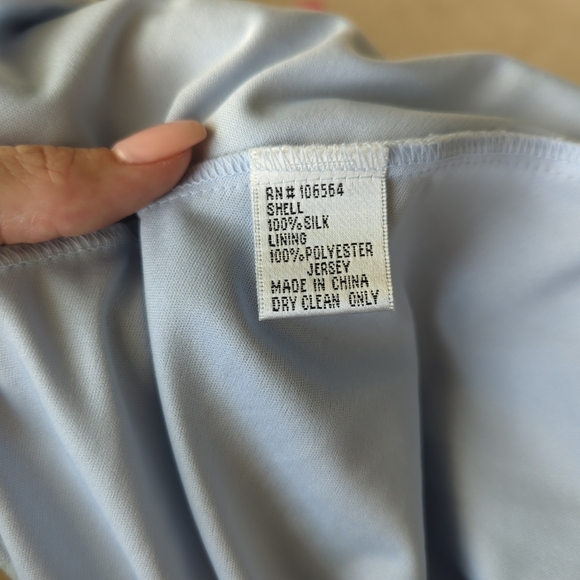 RN# 106564
SHELL
100% SILK
LINING
100% POLYESTER
JERSEY
MADE IN CHINA
DRY CLEAN ONLY